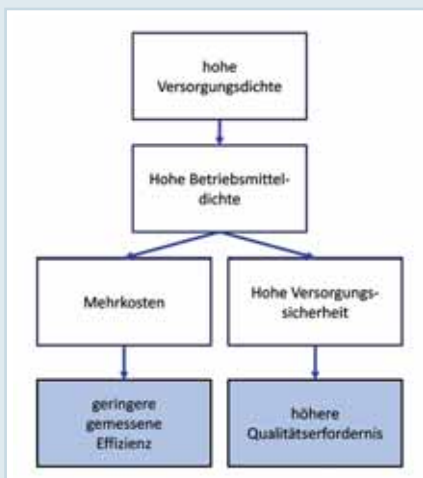 hohe
Versorgungsdichte
Hohe Betriebsmittel-
dichte
Mehrkosten
Hohe Versorgungs-
sicherheit
geringere
gemessene
Effizienz
höhere
Qualitätserfordernis